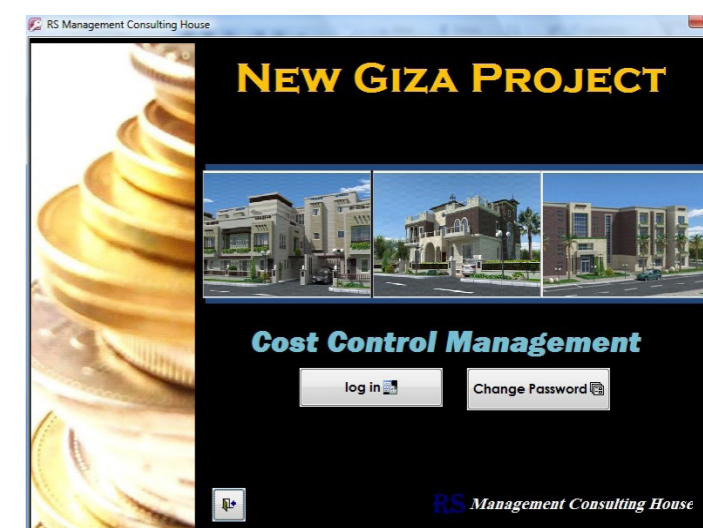 RS Management Consulting House
NEW GIZA PROJECT
Cost Control Management
log in
Change Password
RS Management Consulting House